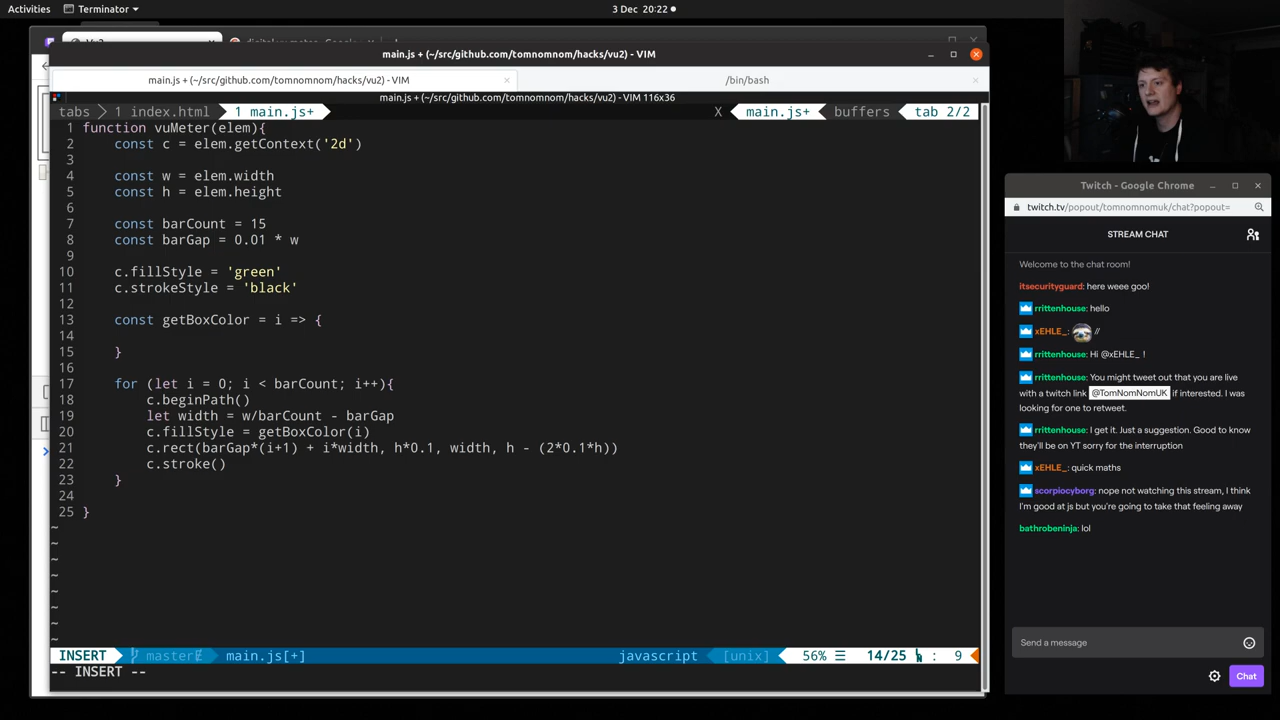 Activities
Terminator
3 Dec 20:22
main.js + (~/src/github.com/tomnomnom/hacks/vu2) - VIM
main.js + (~/src/github.com/tomnomnom/hacks/vu2) - VIM
/bin/bash
main.js + (~/src/github.com/tomnomnom/hacks/vu2) - VIM 116x36
tabs 1 index.html 1 main.js+ X main.js+ buffers tab 2/2
1 function vuMeter(elem){
2 const c = elem.getContext('2d')
3
4 const w = elem.width
5 const h = elem.height
6
7 const barCount = 15
8 const barGap = 0.01 * w
9
10 c.fillStyle = 'green'
11 c.strokeStyle = 'black'
12
13 const getBoxColor = i => {
14
15 }
16
17 for (let i = 0; i < barCount; i++){
18 c.beginPath()
19 let width = w/barCount - barGap
20 c.fillStyle = getBoxColor(i)
21 c.rect(barGap*(i+1) + i*width, h*0.1, width, h - (2*0.1*h))
22 c.stroke()
23 }
24
25 }
~
~
~
~
~
~
~
~
INSERT master main.js[+] javascript [unix] 56% 14/25 : 9
-- INSERT --
Twitch - Google Chrome
twitch.tv/popout/tomnomnomuk/chat?popout=
STREAM CHAT
Welcome to the chat room!
itsecurityguard: here weee goo!
rrittenhouse: hello
xEHLE_: //
rrittenhouse: Hi @xEHLE_ !
rrittenhouse: You might tweet out that you are live
with a twitch link @TomNomNomUK if interested. I was
looking for one to retweet.
rrittenhouse: I get it. Just a suggestion. Good to know
they'll be on YT sorry for the interruption
xEHLE_: quick maths
scorpiocyborg: nope not watching this stream, I think
I'm good at js but you're going to take that feeling away
bathrobeninja: lol
Send a message
Chat